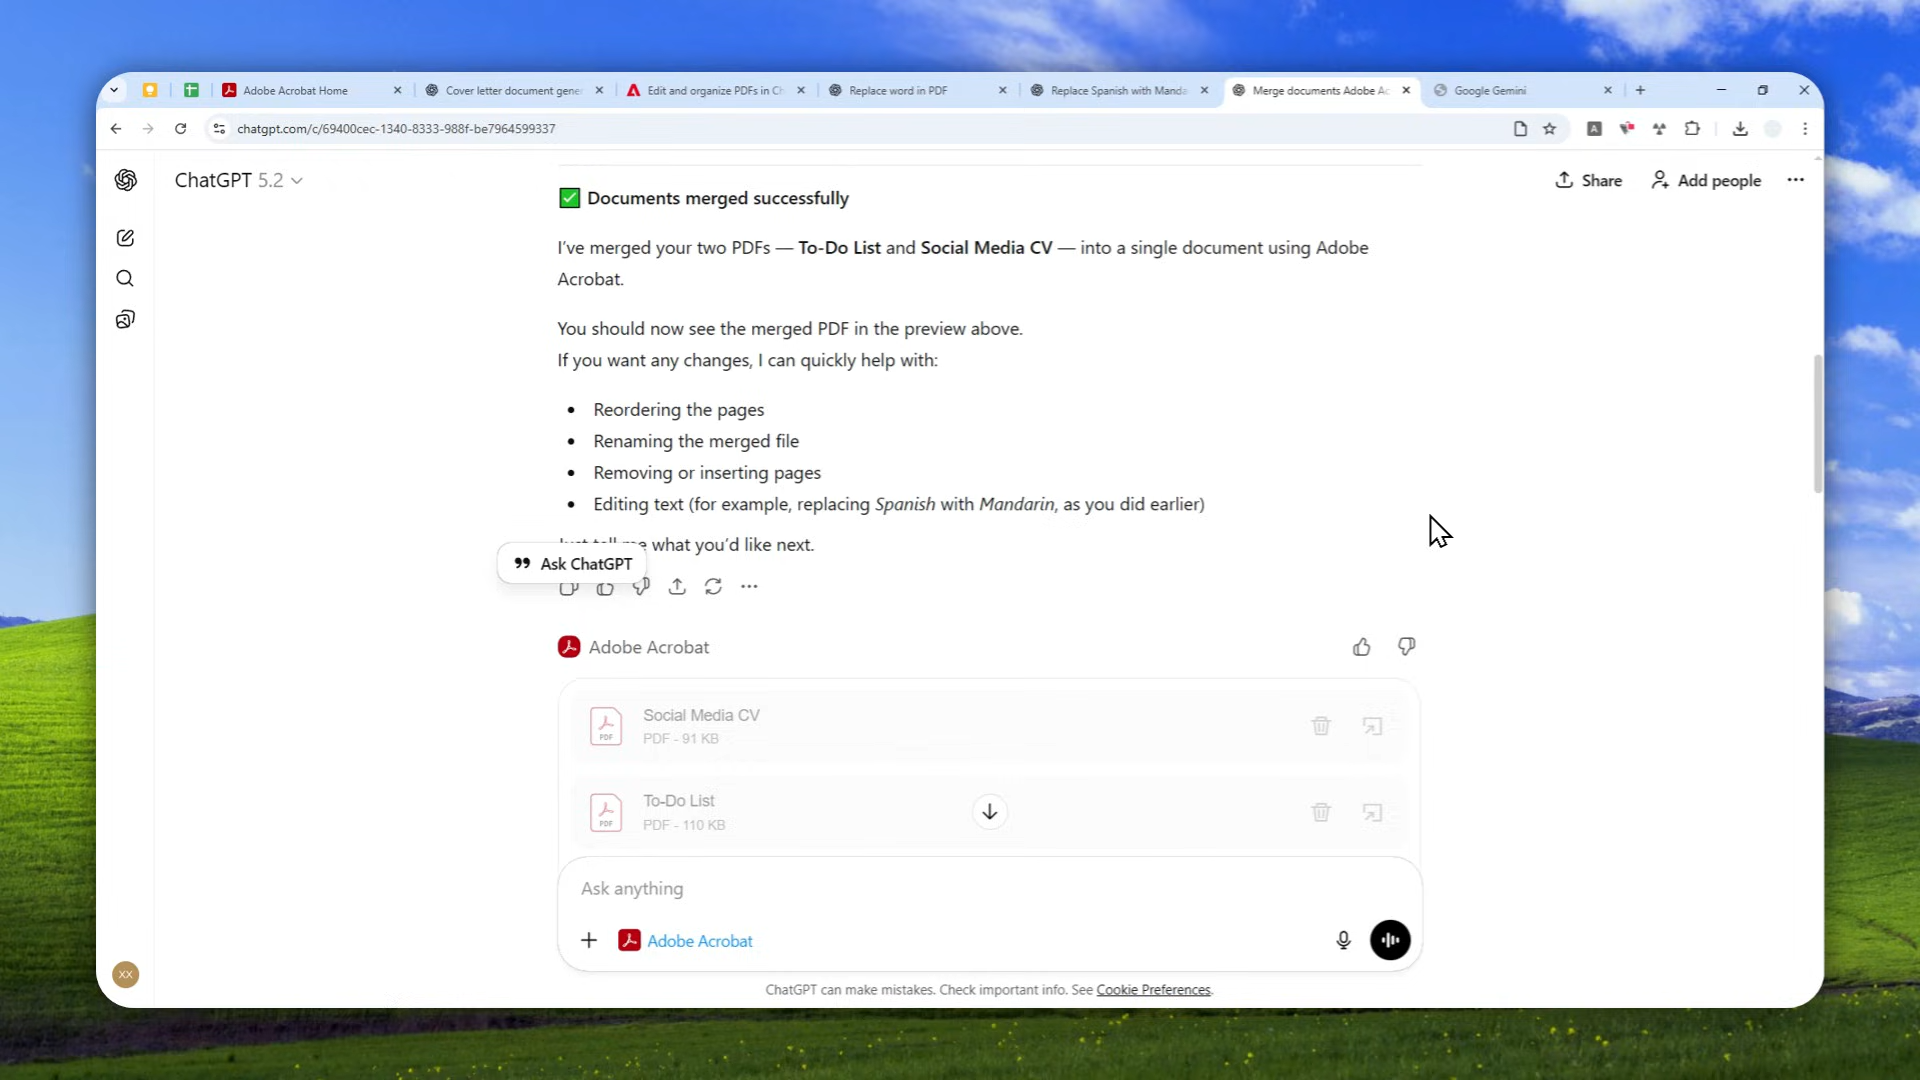 Adobe Acrobat Home
Cover letter document gene
Edit and organize PDFs in Ch
Replace word in PDF
Replace Spanish with Manda
Merge documents Adobe Ac
Google Gemini
chatgpt.com/c/69400cec-1340-8333-988f-be7964599337
ChatGPT 5.2
Share
Add people
Documents merged successfully
I've merged your two PDFs — To-Do List and Social Media CV — into a single document using Adobe
Acrobat.
You should now see the merged PDF in the preview above.
If you want any changes, I can quickly help with:
• Reordering the pages
• Renaming the merged file
• Removing or inserting pages
• Editing text (for example, replacing Spanish with Mandarin, as you did earlier)
Just tell me what you'd like next.
Ask ChatGPT
Adobe Acrobat
Social Media CV
PDF - 91 KB
To-Do List
PDF - 110 KB
Ask anything
Adobe Acrobat
XX
ChatGPT can make mistakes. Check important info. See Cookie Preferences.